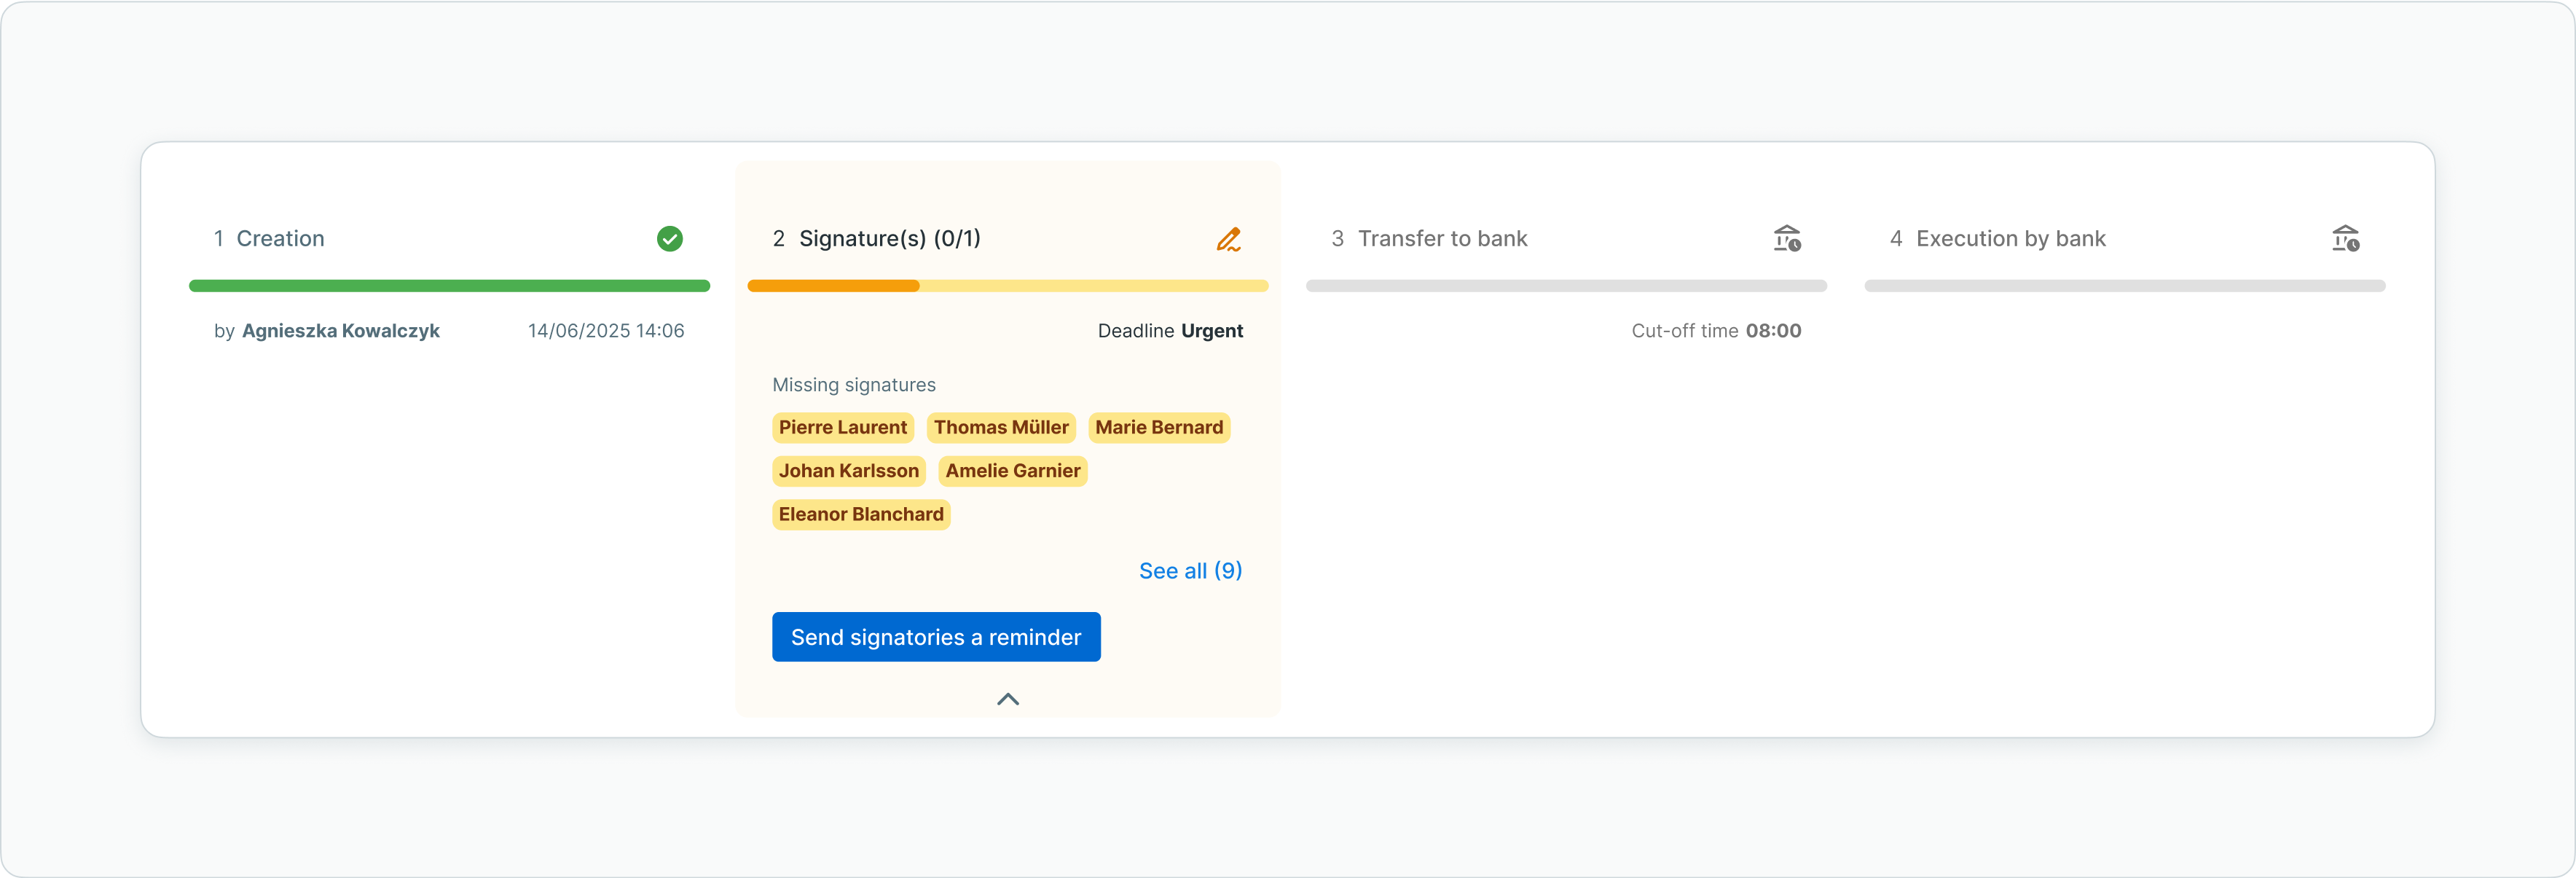 1 Creation
by Agnieszka Kowalczyk 14/06/2025 14:06
2 Signature(s) (0/1)
Deadline Urgent
Missing signatures
Pierre Laurent Thomas Müller Marie Bernard
Johan Karlsson Amelie Garnier
Eleanor Blanchard
See all (9)
Send signatories a reminder
3 Transfer to bank
Cut-off time 08:00
4 Execution by bank